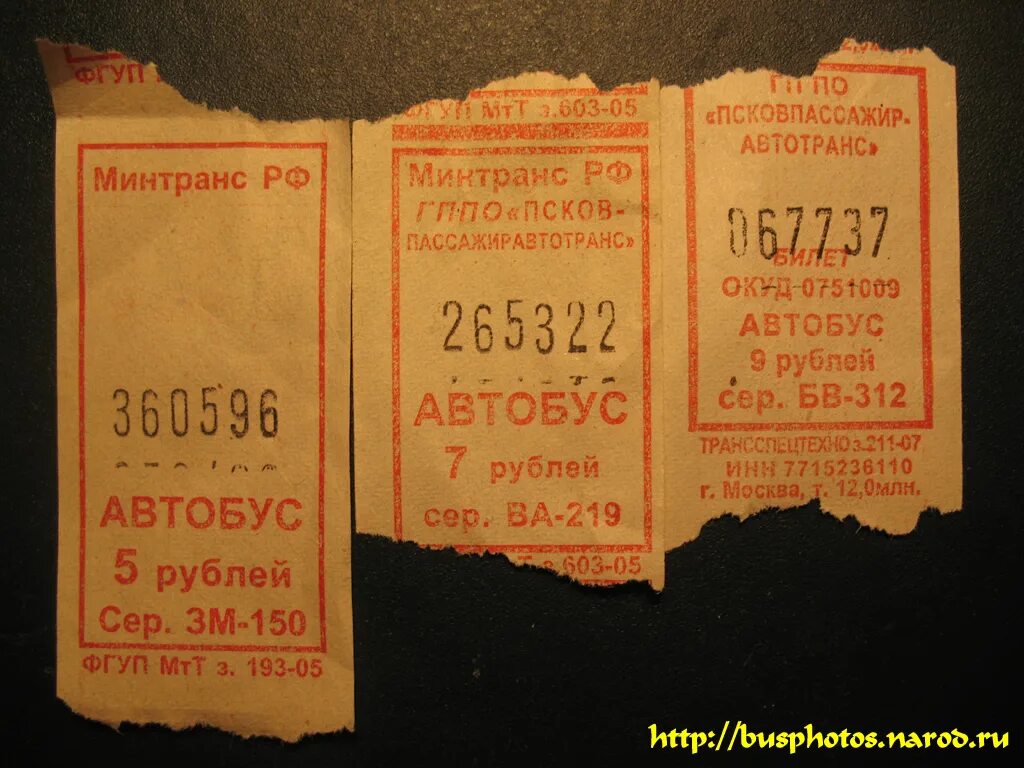 ФГУП
Минтранс РФ
360596
АВТОБУС
5 рублей
Сер. ЗМ-150
ФГУП МтТ з. 193-05
ФГУП МтТ з.603-05
Минтранс РФ
ГППО «ПСКОВ-
ПАССАЖИРАВТОТРАНС»
265322
АВТОБУС
7 рублей
сер. ВА-219
з.603-05
ГППО
«ПСКОВПАССАЖИР-
АВТОТРАНС»
067737
БИЛЕТ
ОКУД-0751009
АВТОБУС
9 рублей
сер. БВ-312
ТРАНССПЕЦТЕХНО з.211-07
ИНН 7715236110
г. Москва, т. 12,0млн.
http://busphotos.narod.ru